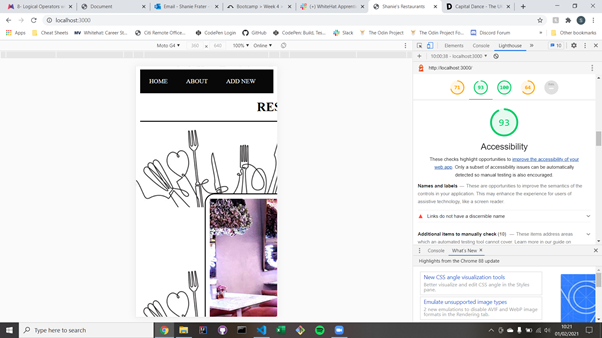 6- Logical Operators
Document
Email - Shanie Frater
Bootcamp > Week 4
(+) WhiteHat Apprentic
Shanie's Restaurants
Capital Dance - The
localhost:3000
Apps
Cheat Sheets
MV Whitehat: Career St...
Citi Remote Office...
Codepen Collection
GitHub
CodePen Build. Tes...
Slack
The Odin Project
The Odin Project Fo...
Discord Forum
»
Other bookmarks
Moto G4
360
640
100%
Online
Elements
Console
Lighthouse
»
10
10:00:38 - localhost:3000
http://localhost:3000/
HOME
ABOUT
ADD NEW
RES
93
100
64
93
Accessibility
These checks highlight opportunities to improve the accessibility of your
web app. Only a subset of accessibility issues can be automatically
detected so manual testing is also encouraged.
Names and labels — These are opportunities to improve the semantics of the
controls in your application. This may enhance the experience for users of
assistive technology, like a screen reader.
Links do not have a discernible name
Additional items to manually check (10) — These items address areas
which an automated testing tool cannot cover. Learn more in our guide on
Console
What's New
Highlights from the Chrome 88 update
New CSS angle visualization tools
Better visualize and edit CSS angle in the Styles
pane.
Emulate unsupported image types
2 new emulations to disable AVIF and WebP image
formats in the Rendering tab.
Type here to search
10:21
01/02/2021